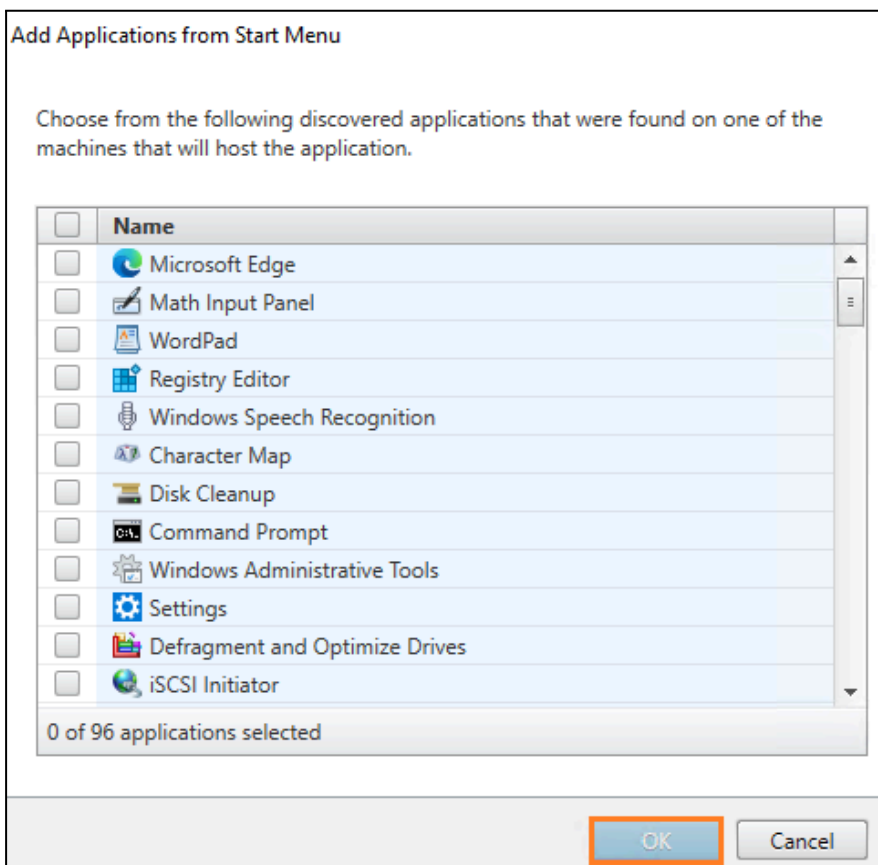 Add Applications from Start Menu
Choose from the following discovered applications that were found on one of the
machines that will host the application.
Name
Microsoft Edge
Math Input Panel
WordPad
Registry Editor
Windows Speech Recognition
Character Map
Disk Cleanup
Command Prompt
Windows Administrative Tools
Settings
Defragment and Optimize Drives
iSCSI Initiator
0 of 96 applications selected
OK Cancel